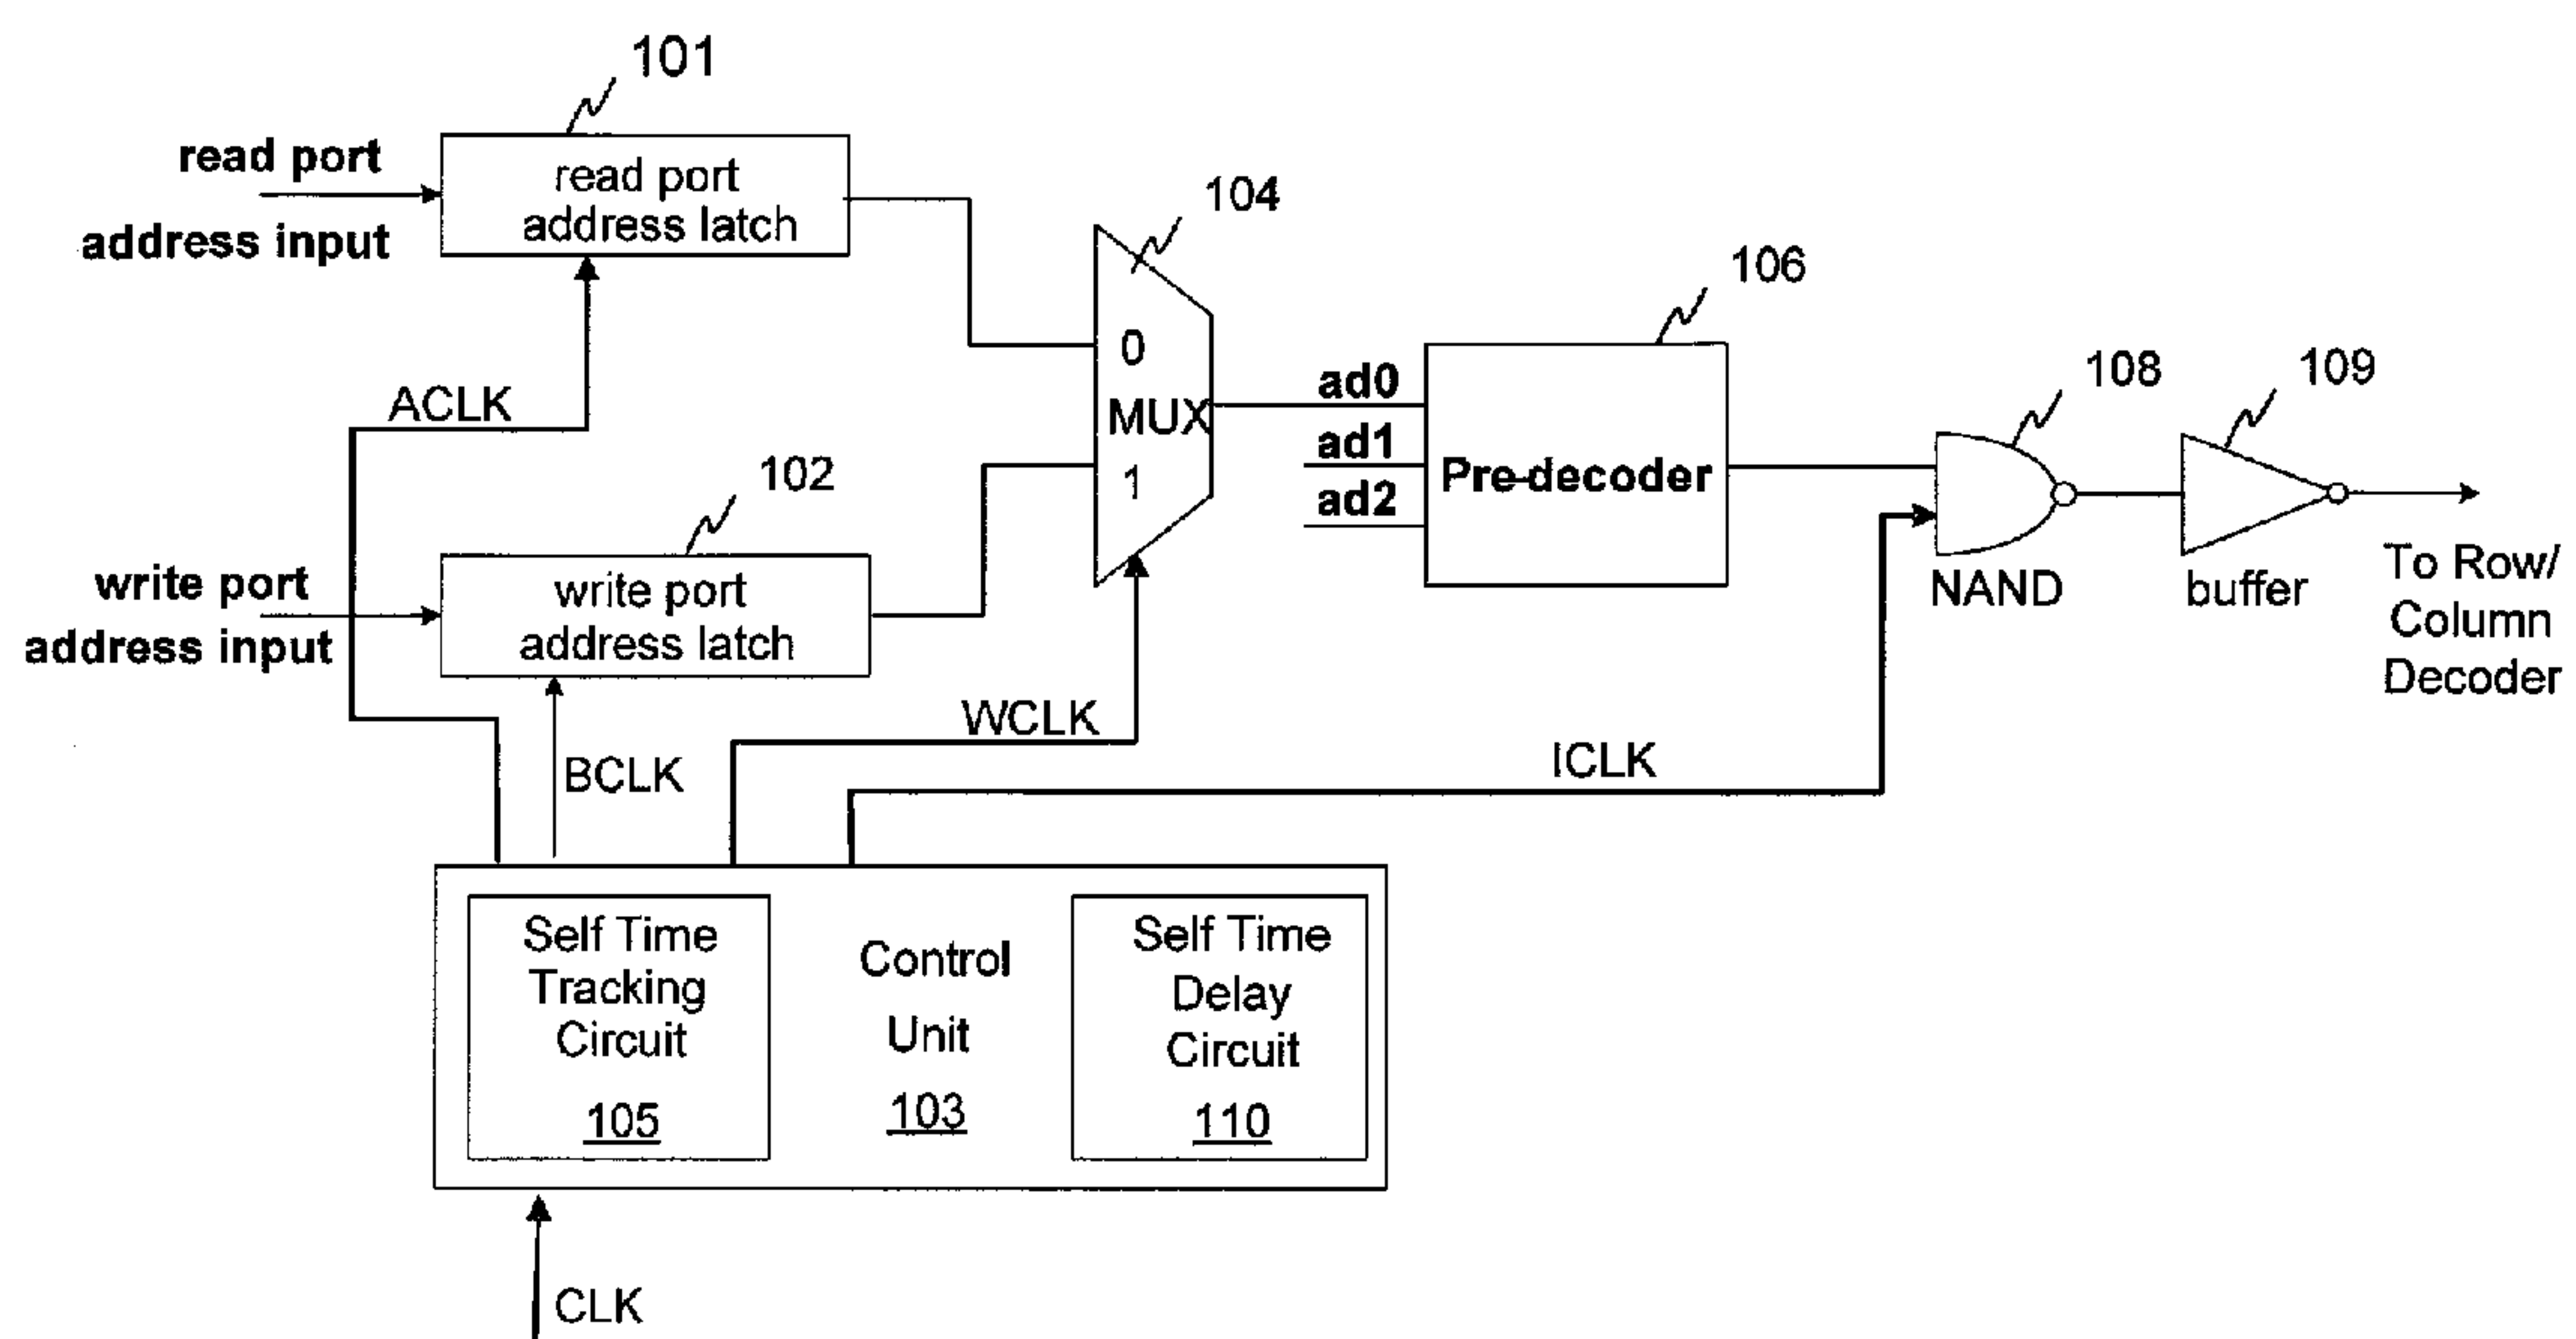 101
read port
address input
read port
address latch
104
0
MUX
1
ACLK
102
write port
address input
write port
address latch
BCLK
WCLK
ICLK
ad0
ad1
ad2
106
Pre-decoder
108
NAND
109
buffer
To Row/
Column
Decoder
Self Time
Tracking
Circuit
105
Control
Unit
103
Self Time
Delay
Circuit
110
CLK